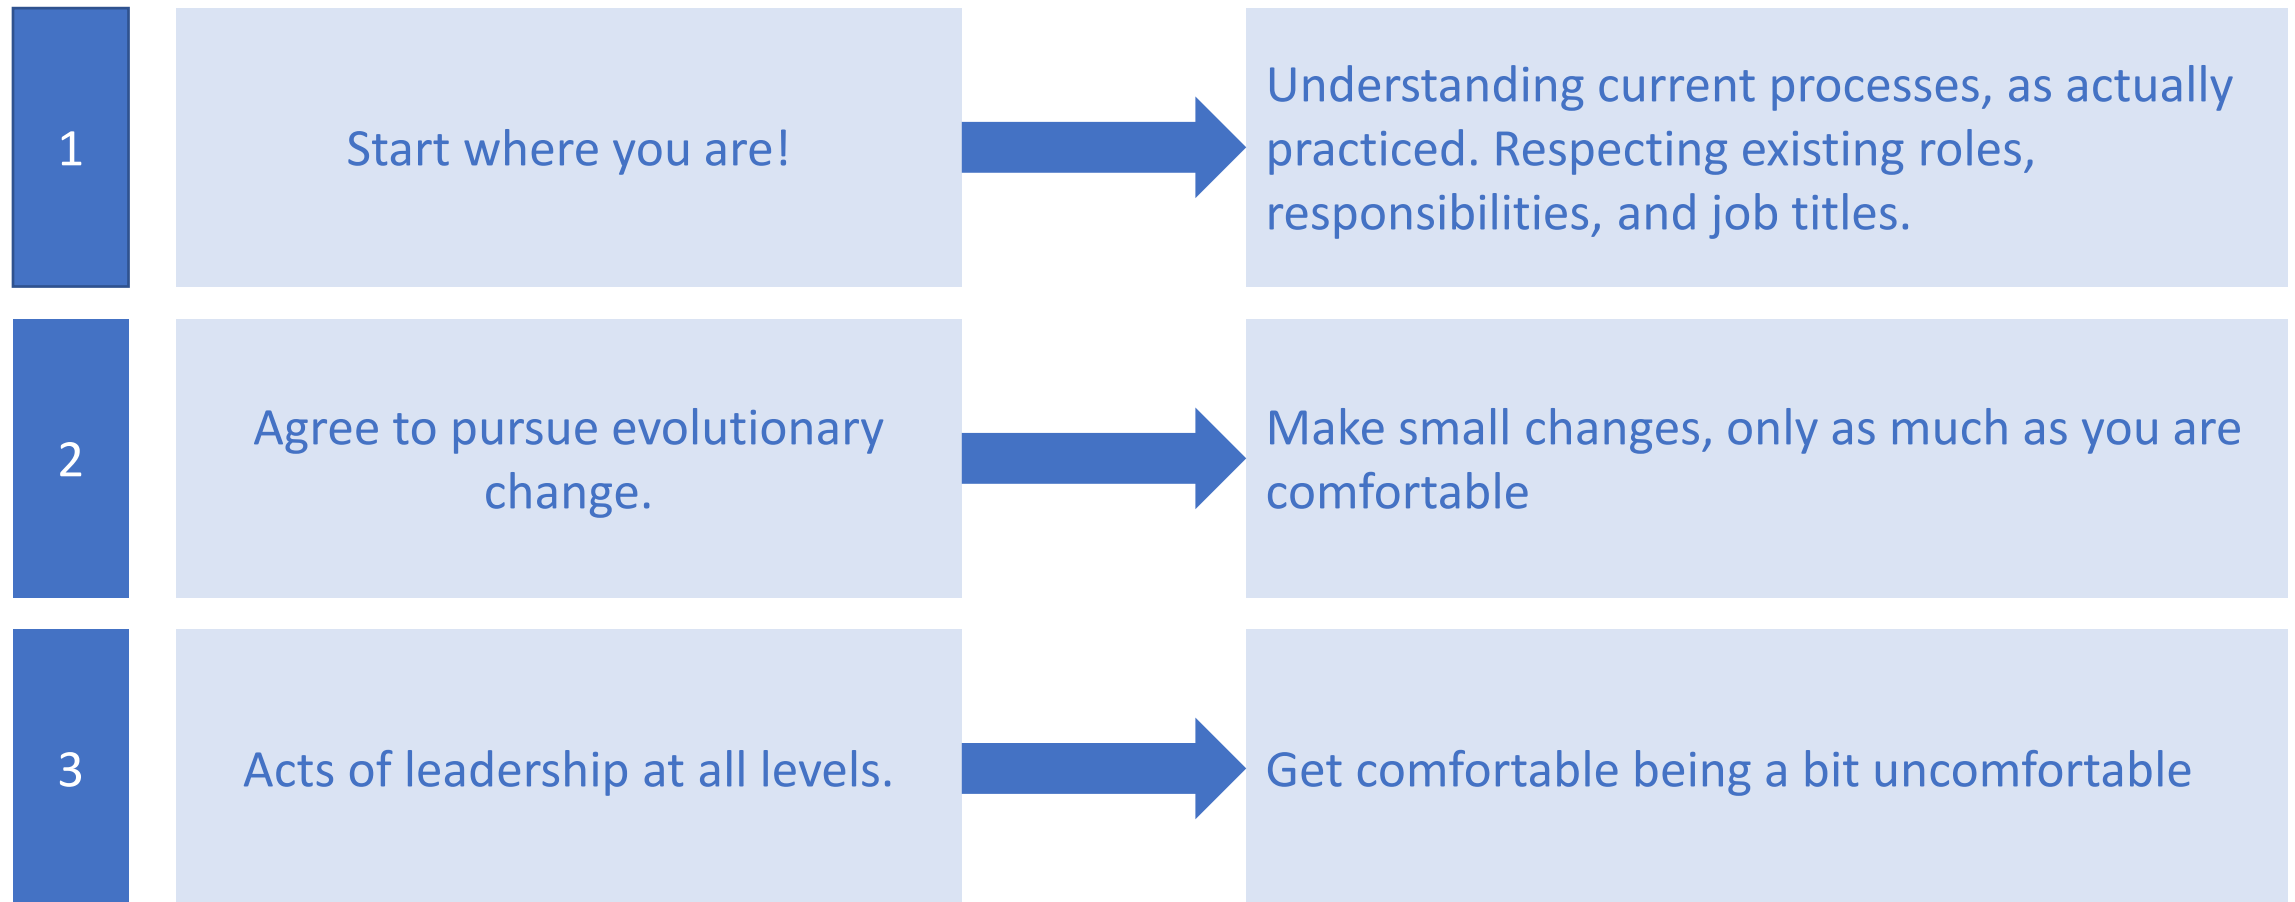 1
Start where you are!
Understanding current processes, as actually
practiced. Respecting existing roles,
responsibilities, and job titles.
2
Agree to pursue evolutionary
change.
Make small changes, only as much as you are
comfortable
3
Acts of leadership at all levels.
Get comfortable being a bit uncomfortable